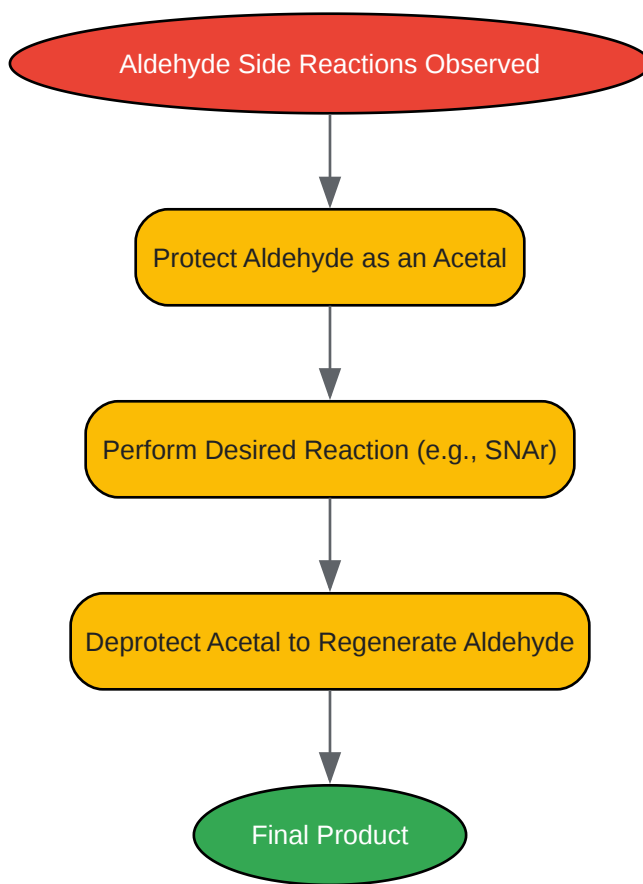 Aldehyde Side Reactions Observed
Protect Aldehyde as an Acetal
Perform Desired Reaction (e.g., SNAr)
Deprotect Acetal to Regenerate Aldehyde
Final Product